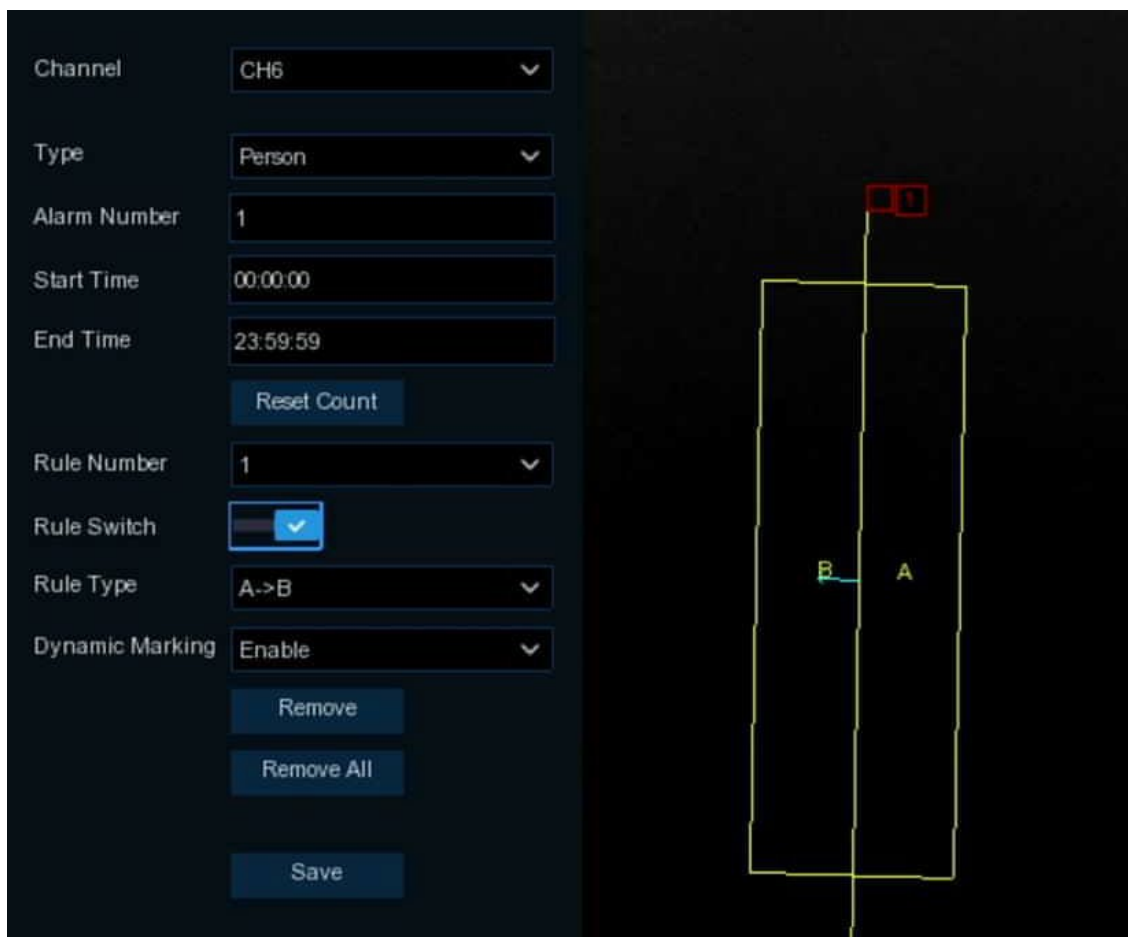 Channel CH6
Type Person
Alarm Number 1
Start Time 00:00:00
End Time 23:59:59
Reset Count
Rule Number 1
Rule Switch
Rule Type A->B
Dynamic Marking Enable
Remove
Remove All
Save
1
B A